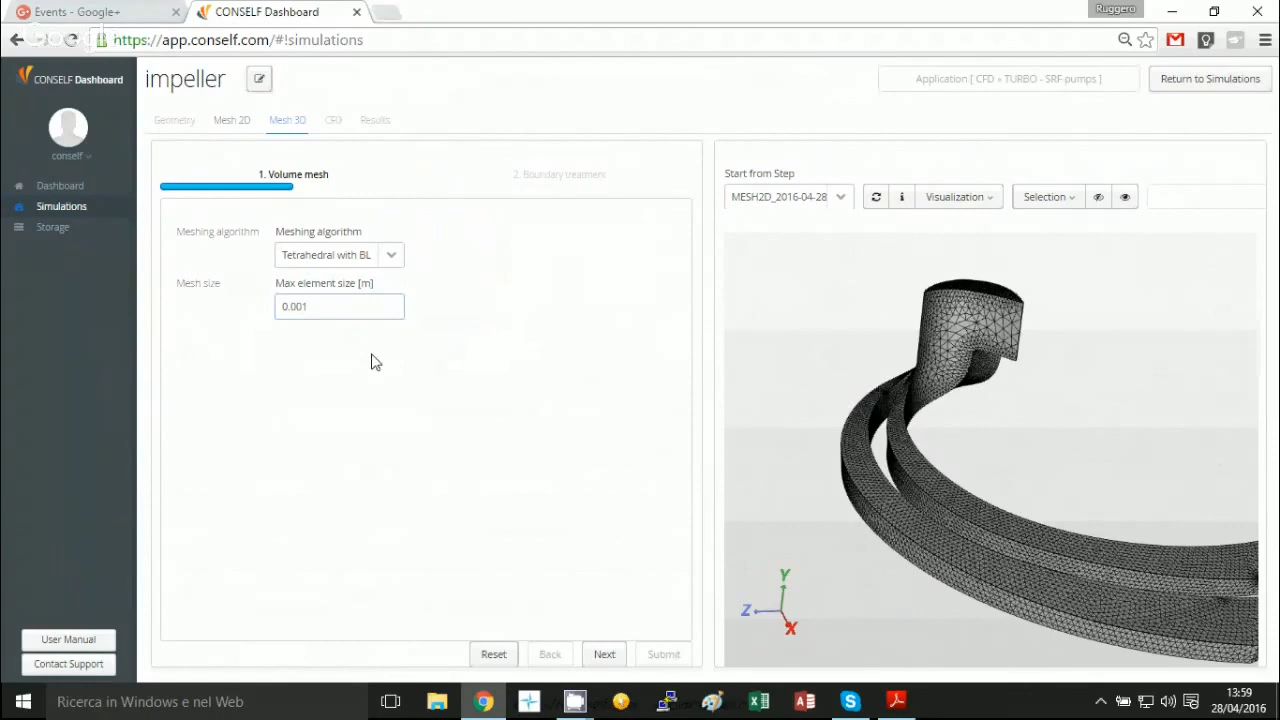 Events - Google+
CONSELF Dashboard
Ruggero
https://app.conself.com/#!simulations
CONSELF Dashboard
conself
Dashboard
Simulations
Storage
User Manual
Contact Support
impeller
Application [ CFD » TURBO - SRF pumps ]
Return to Simulations
Geometry
Mesh 2D
Mesh 3D
CFD
Results
1. Volume mesh
2. Boundary treatment
Meshing algorithm
Meshing algorithm
Tetrahedral with BL
Mesh size
Max element size [m]
0.001
Reset
Back
Next
Submit
Start from Step
MESH2D_2016-04-28
Visualization
Selection
Y
Z
X
Ricerca in Windows e nel Web
13:59
28/04/2016